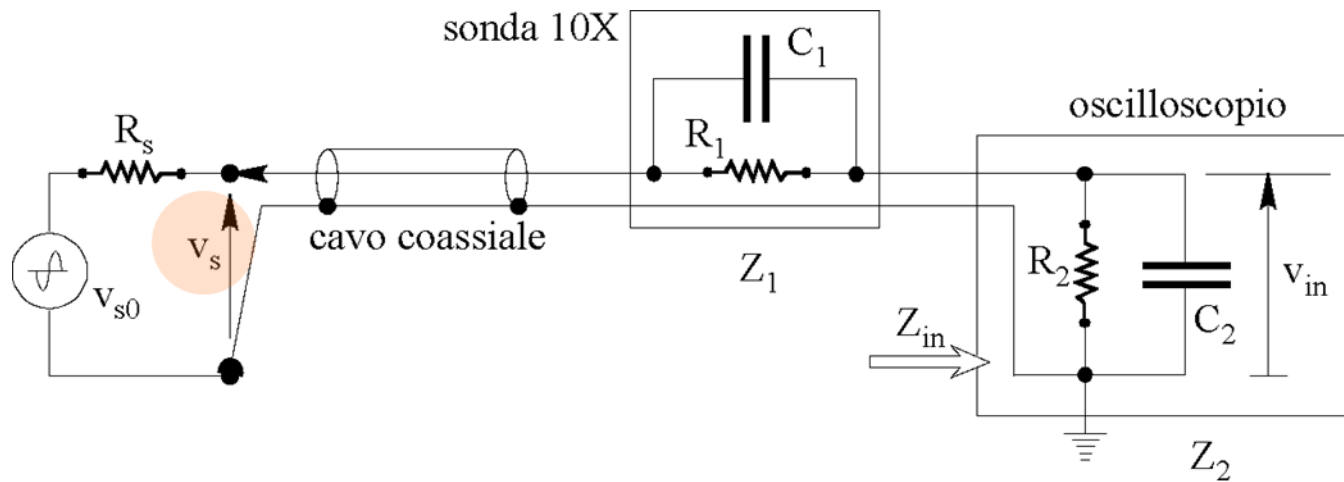 sonda 10X
C1
oscilloscopio
Rs
R1
vs
cavo coassiale
R2
vin
vs0
Z1
Zin
C2
Z2